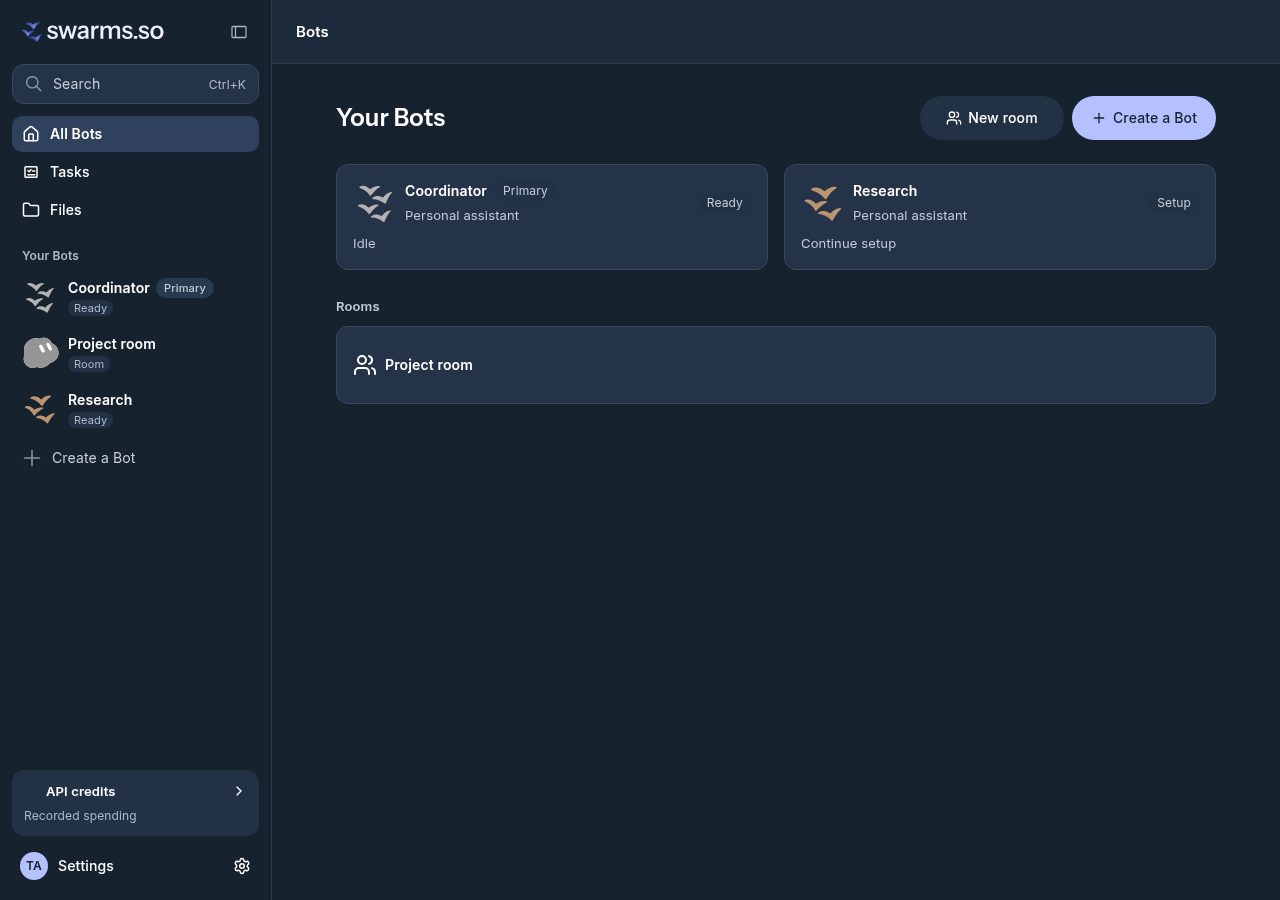 swarms.so
Search Ctrl+K
All Bots
Tasks
Files
Your Bots
Coordinator Primary
Ready
Project room
Room
Research
Ready
Create a Bot
API credits
Recorded spending
TA Settings
Bots
Your Bots
New room
Create a Bot
Coordinator Primary
Personal assistant
Ready
Idle
Research
Personal assistant
Setup
Continue setup
Rooms
Project room